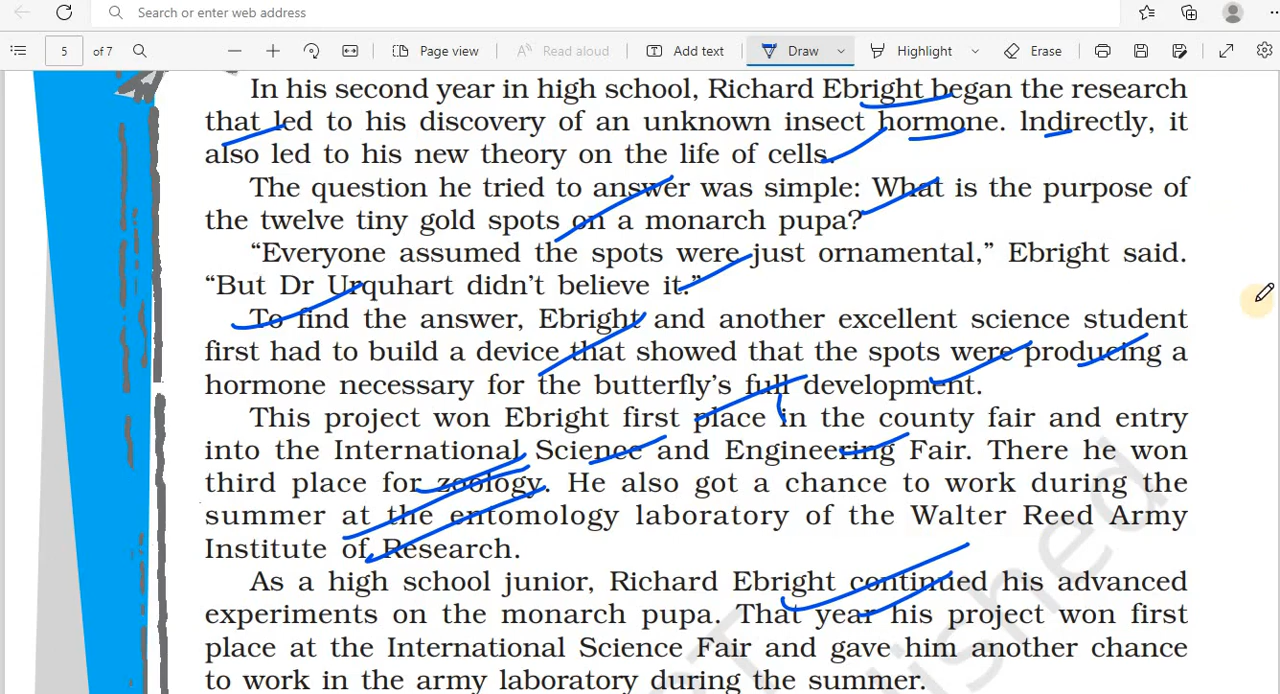 Search or enter web address
5 of 7
Page view
Read aloud
Add text
Draw
Highlight
Erase
In his second year in high school, Richard Ebright began the research
that led to his discovery of an unknown insect hormone. Indirectly, it
also led to his new theory on the life of cells.
The question he tried to answer was simple: What is the purpose of
the twelve tiny gold spots on a monarch pupa?
“Everyone assumed the spots were just ornamental,” Ebright said.
“But Dr Urquhart didn’t believe it.”
To find the answer, Ebright and another excellent science student
first had to build a device that showed that the spots were producing a
hormone necessary for the butterfly’s full development.
This project won Ebright first place in the county fair and entry
into the International Science and Engineering Fair. There he won
third place for zoology. He also got a chance to work during the
summer at the entomology laboratory of the Walter Reed Army
Institute of Research.
As a high school junior, Richard Ebright continued his advanced
experiments on the monarch pupa. That year his project won first
place at the International Science Fair and gave him another chance
to work in the army laboratory during the summer.